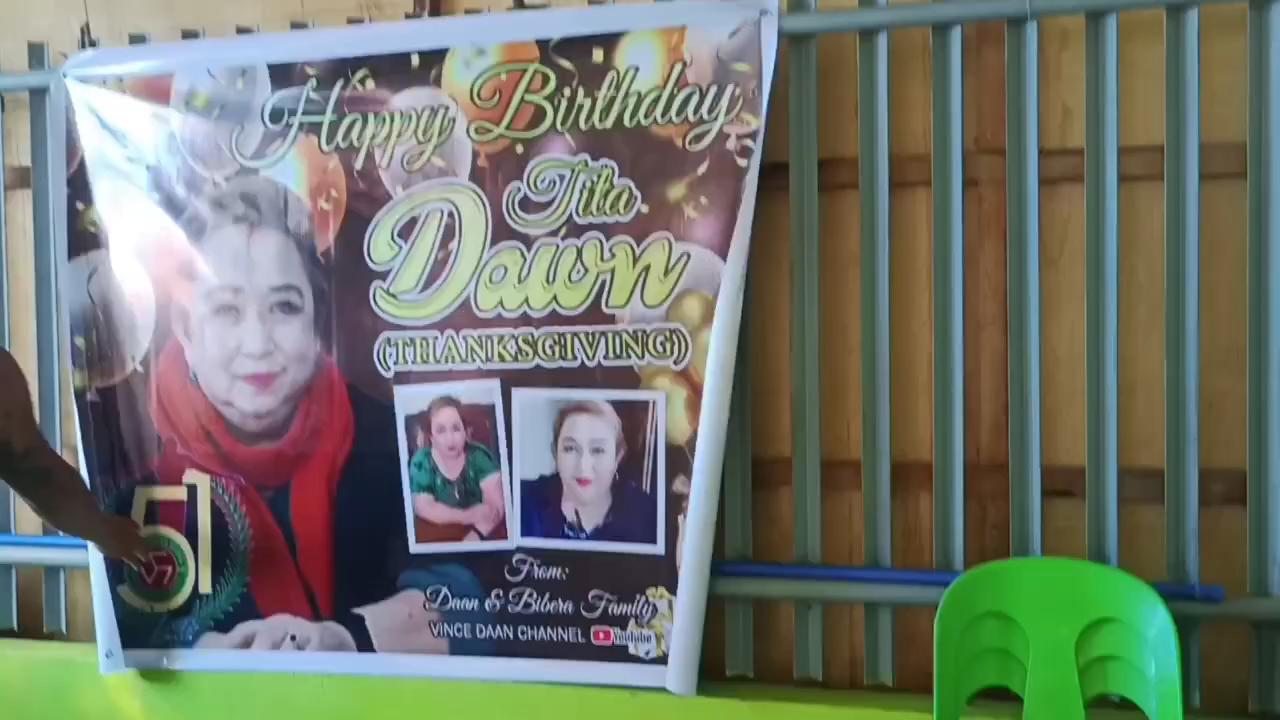 Happy Birthday
Tita
Dawn
(THANKSGIVING)
51
From:
Daan & Bibera Family
VINCE DAAN CHANNEL YouTube